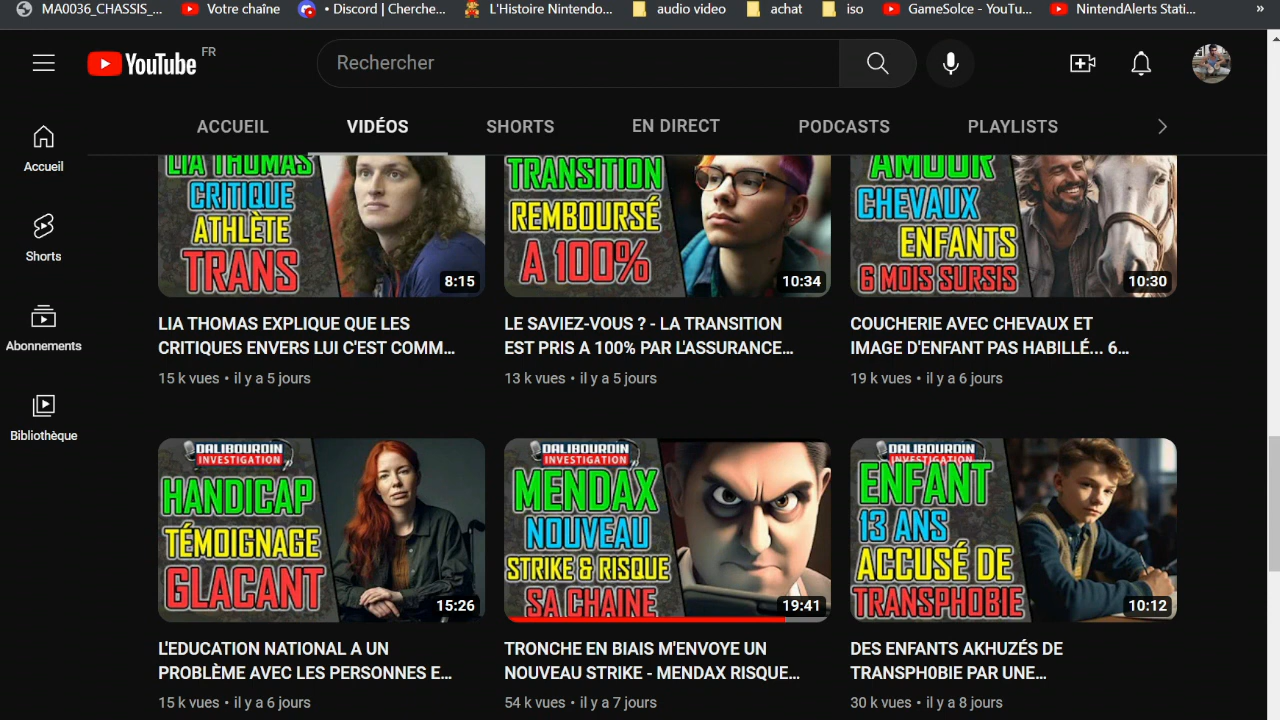 MA0036_CHASSIS_... Votre chaîne • Discord | Cherche... L'Histoire Nintendo... audio video achat iso GameSolce - YouTu... NintendAlerts Stati... »
YouTube FR
Rechercher
ACCUEIL VIDÉOS SHORTS EN DIRECT PODCASTS PLAYLISTS
Accueil
Shorts
Abonnements
Bibliothèque
LIA THOMAS
CRITIQUE
ATHLÈTE
TRANS
8:15
TRANSITION
REMBOURSÉ
A 100%
10:34
AMOUR
CHEVAUX
ENFANTS
6 MOIS SURSIS
10:30
LIA THOMAS EXPLIQUE QUE LES
CRITIQUES ENVERS LUI C'EST COMM...
15 k vues • il y a 5 jours
LE SAVIEZ-VOUS ? - LA TRANSITION
EST PRIS A 100% PAR L'ASSURANCE...
13 k vues • il y a 5 jours
COUCHERIE AVEC CHEVAUX ET
IMAGE D'ENFANT PAS HABILLÉ... 6...
19 k vues • il y a 6 jours
DALIBOURDIN
INVESTIGATION
HANDICAP
TÉMOIGNAGE
GLACANT
15:26
DALIBOURDIN
INVESTIGATION
MENDAX
NOUVEAU
STRIKE & RISQUE
SA CHAINE
19:41
DALIBOURDIN
INVESTIGATION
ENFANT
13 ANS
ACCUSÉ DE
TRANSPHOBIE
10:12
L'EDUCATION NATIONAL A UN
PROBLÈME AVEC LES PERSONNES E...
15 k vues • il y a 6 jours
TRONCHE EN BIAIS M'ENVOYE UN
NOUVEAU STRIKE - MENDAX RISQUE...
54 k vues • il y a 7 jours
DES ENFANTS AKHUZÉS DE
TRANSPH0BIE PAR UNE...
30 k vues • il y a 8 jours